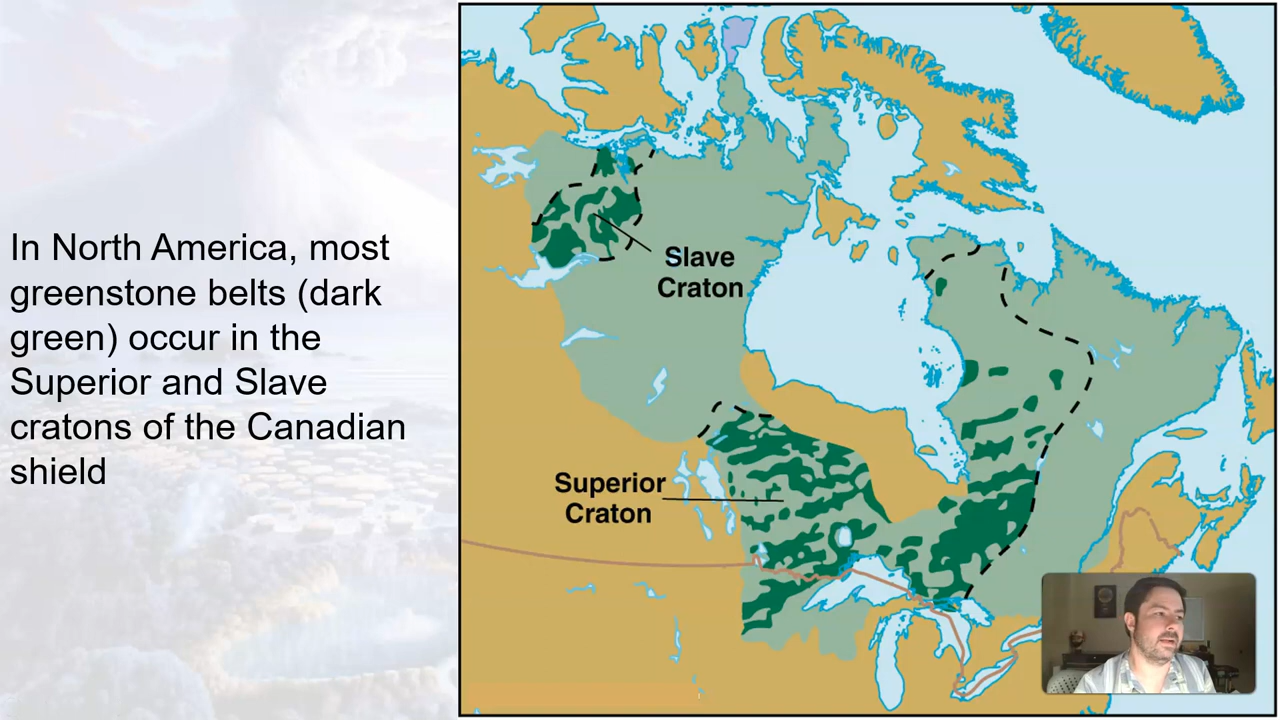 In North America, most
greenstone belts (dark
green) occur in the
Superior and Slave
cratons of the Canadian
shield
Slave
Craton
Superior
Craton